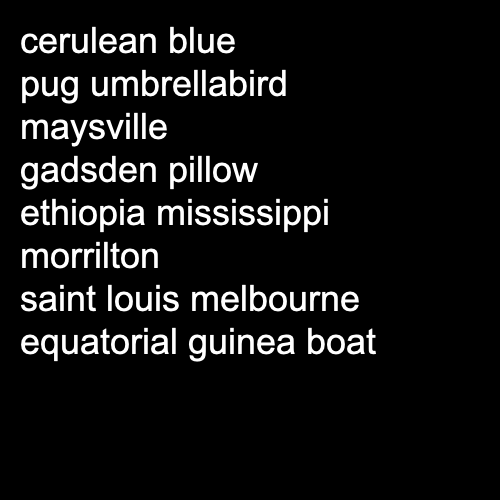 cerulean blue
pug umbrellabird
maysville
gadsden pillow
ethiopia mississippi
morrilton
saint louis melbourne
equatorial guinea boat